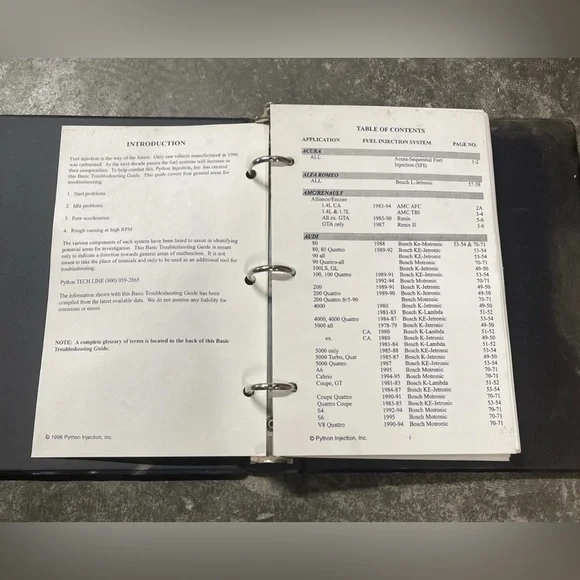 INTRODUCTION
Fuel injection is the way of the future. Only one vehicle manufactured in 1996
was carbureted. As the next decade passes the fuel systems will increase in
their complexities. To help combat this, Python Injection, Inc. has created
this Basic Troubleshooting Guide. This guide covers four general areas for
troubleshooting:
1. Start problems
2. Idle problems
3. Poor acceleration
4. Rough running at high RPM
The various components of each system have been listed to assist in identifying
potential areas for investigation. This Basic Troubleshooting Guide is meant
only to indicate a direction towards general areas of malfunction. It is not
meant to take the place of manuals and only to be used as an additional tool for
troubleshooting.
Python TECH LINE (800) 959-2865
The information shown with this Basic Troubleshooting Guide has been
compiled from the latest available data. We do not assume any liability for
omissions or errors.
NOTE: A complete glossary of terms is located in the back of this Basic
Troubleshooting Guide.
© 1996 Python Injection, Inc.
TABLE OF CONTENTS
APPLICATION FUEL INJECTION SYSTEM PAGE NO.
ACURA
ALL Acura-Sequential Fuel 1-2
Injection (SFI)
ALFA ROMEO
ALL Bosch L-Jetronic 57-58
AMC/RENAULT
Alliance/Encore
1.4L CA 1983-94 AMC AFC 2A
1.4L & 1.7L AMC TBI 3-4
All ex. GTA 1985-90 Renix 5-6
GTA only 1987 Renix II 5-6
AUDI
80 1988 Bosch Ke-Motronic 53-54 & 70-71
80, 80 Quattro 1989-92 Bosch KE-Jetronic 53-54
90 all Bosch KE-Jetronic 53-54
90 Quattro-all Bosch Motronic 70-71
100LS, GL Bosch K-Jetronic 49-50
100, 100 Quattro 1989-91 Bosch KE-Jetronic 53-54
1992-94 Bosch Motronic 70-71
200 1989-91 Bosch K-Jetronic 49-50
200 Quattro 1989-90 Bosch K-Jetronic 49-50
200 Quattro 8/5-90 Bosch Motronic 70-71
4000 1980 Bosch K-Jetronic 49-50
1981-83 Bosch K-Lambda 51-52
4000, 4000 Quattro 1984-87 Bosch KE-Jetronic 53-54
5000 all 1978-79 Bosch K-Jetronic 49-50
CA. 1980 Bosch K-Lambda 51-52
ex. CA. 1980 Bosch K-Jetronic 49-50
1981-84 Bosch K-Lambda 51-52
5000 only 1985-88 Bosch KE-Jetronic 53-54
5000 Turbo, Quat 1985-87 Bosch K-Jetronic 49-50
5000 Quattro 1987 Bosch KE-Jetronic 53-54
A6 1995 Bosch Motronic 70-71
Cabrio 1994-95 Bosch Motronic 70-71
Coupe, GT 1981-83 Bosch K-Lambda 51-52
1984-87 Bosch KE-Jetronic 53-54
Coupe Quattro 1990-91 Bosch Motronic 70-71
Quattro Coupe 1983-85 Bosch KE-Jetronic 53-54
S4 1992-94 Bosch Motronic 70-71
S6 1995 Bosch Motronic 70-71
V8 Quattro 1990-94 Bosch Motronic 70-71
© Python Injection, Inc. i